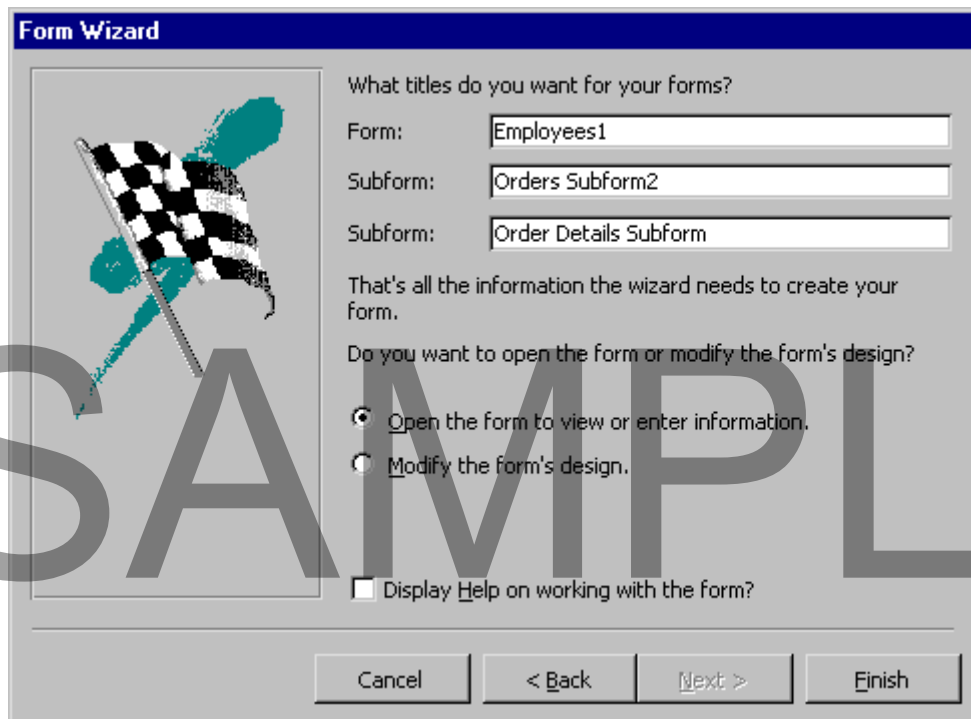 Form Wizard
What titles do you want for your forms?
Form: Employees1
Subform: Orders Subform2
Subform: Order Details Subform
That's all the information the wizard needs to create your
form.
Do you want to open the form or modify the form's design?
Open the form to view or enter information.
Modify the form's design.
SAMPL
Display Help on working with the form?
Cancel < Back Next > Finish